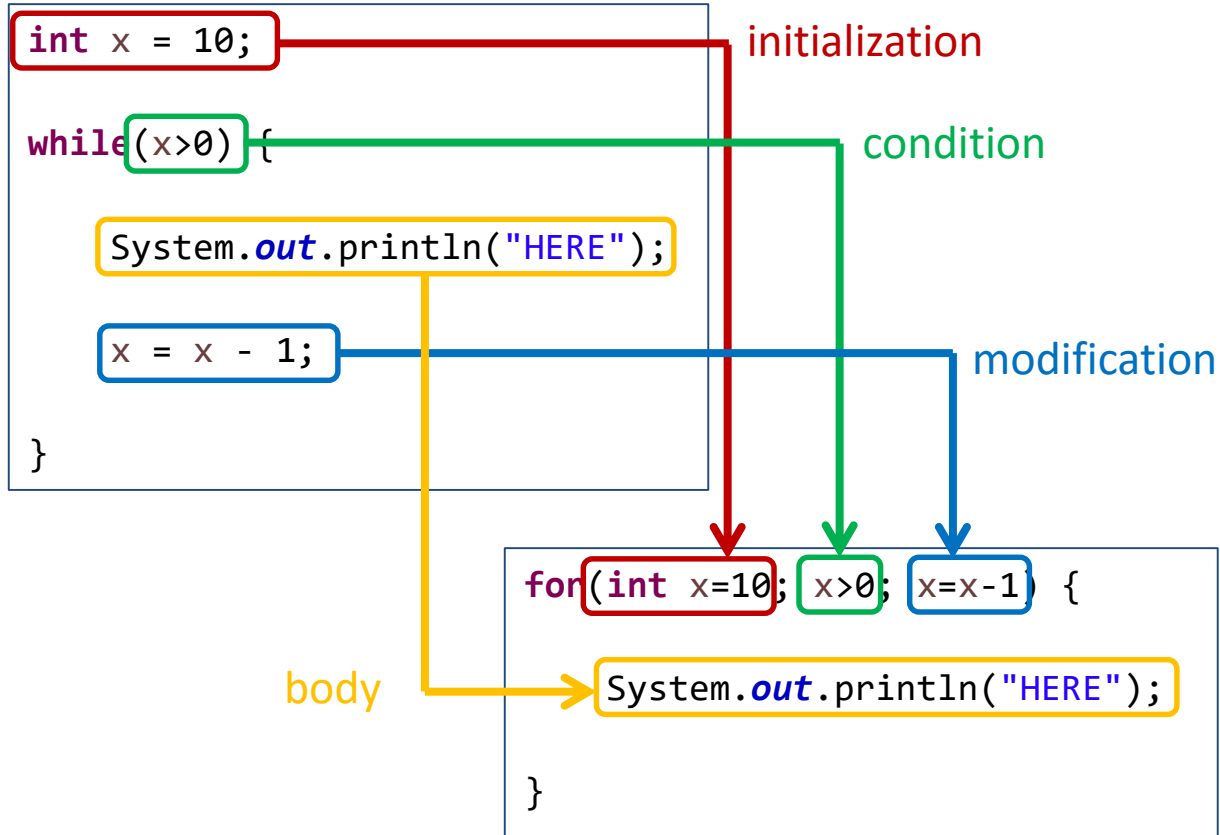 int x = 10;
initialization
while(x>0) {
condition
System.out.println("HERE");
x = x - 1;
modification
}
for(int x=10; x>0; x=x-1) {
body
System.out.println("HERE");
}